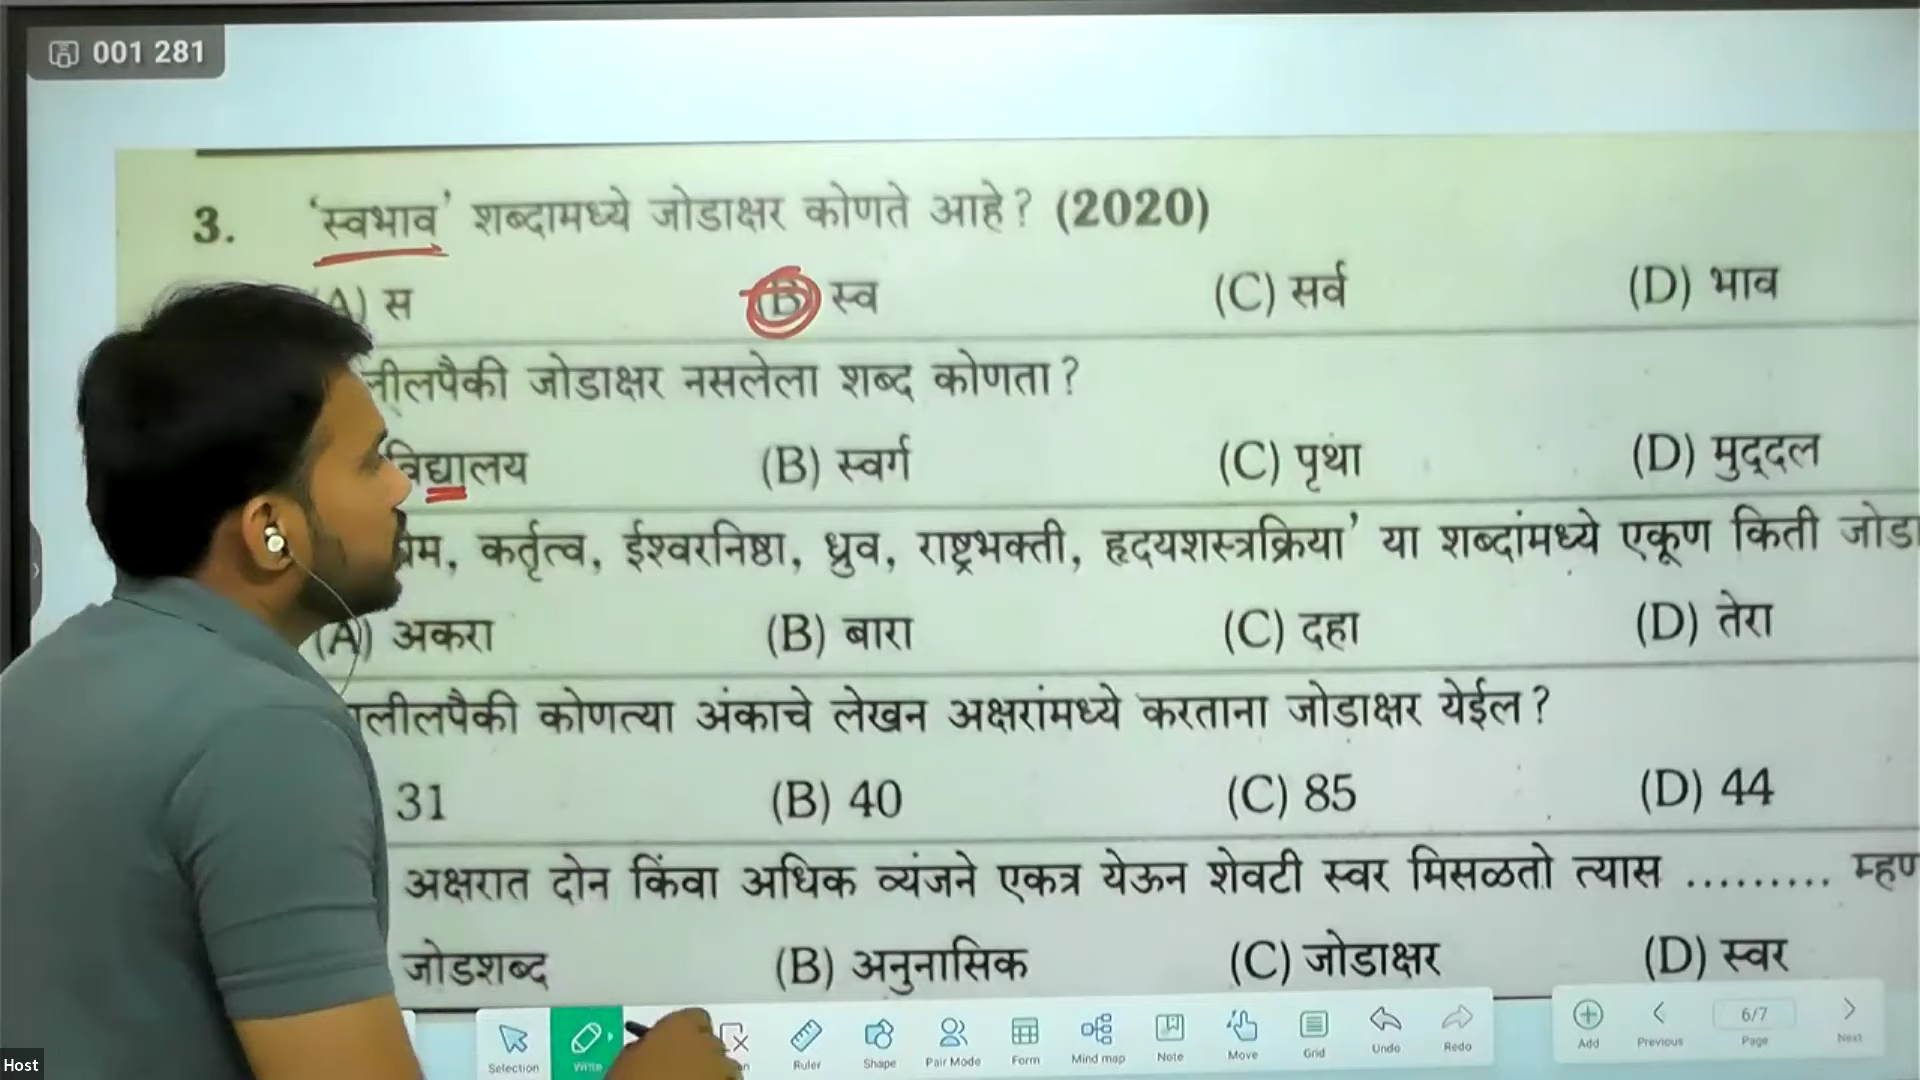 001 281
3. 'स्वभाव' शब्दामध्ये जोडाक्षर कोणते आहे? (2020)
A) स (B) स्व (C) सर्व (D) भाव
जोडाक्षर नसलेला शब्द कोणता?
विद्यालय (B) स्वर्ग (C) पृथा (D) मुद्‌दल
कर्तृत्व, ईश्वरनिष्ठा, ध्रुव, राष्ट्रभक्ती, हृदयशस्त्रक्रिया' या शब्दांमध्ये एकूण किती
(A) अकरा (B) बारा (C) दहा (D) तेरा
कोणत्या अंकाचे लेखन अक्षरांमध्ये करताना जोडाक्षर येईल?
31 (B) 40 (C) 85 (D) 44
अक्षरात दोन किंवा अधिक व्यंजने एकत्र येऊन शेवटी स्वर मिसळतो त्यास .........
जोडशब्द (B) अनुनासिक (C) जोडाक्षर (D) स्वर
Selection Write Ruler Shape Pair Mode Form Mind map Note Move Grid Undo Redo Add Previous 6/7 Page Next
Host